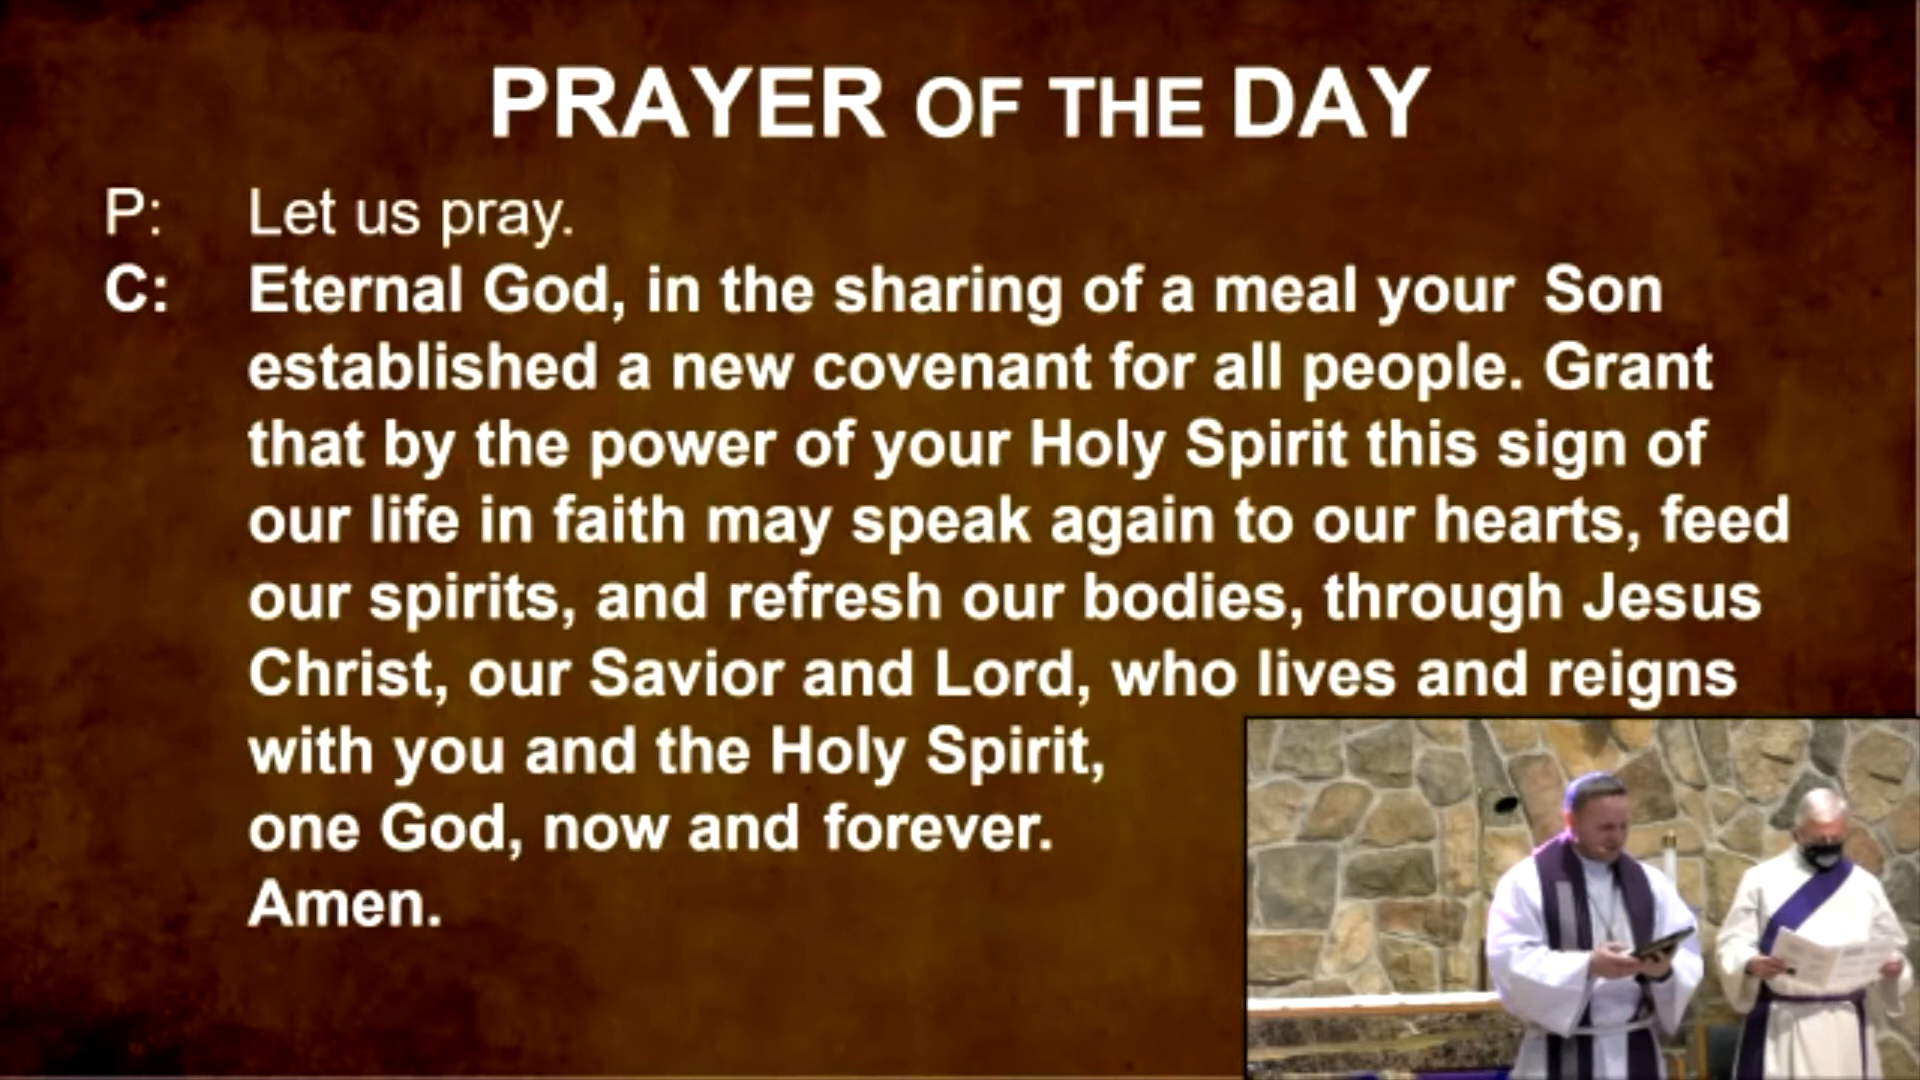 PRAYER OF THE DAY
P: Let us pray.
C: Eternal God, in the sharing of a meal your Son
established a new covenant for all people. Grant
that by the power of your Holy Spirit this sign of
our life in faith may speak again to our hearts, feed
our spirits, and refresh our bodies, through Jesus
Christ, our Savior and Lord, who lives and reigns
with you and the Holy Spirit,
one God, now and forever.
Amen.